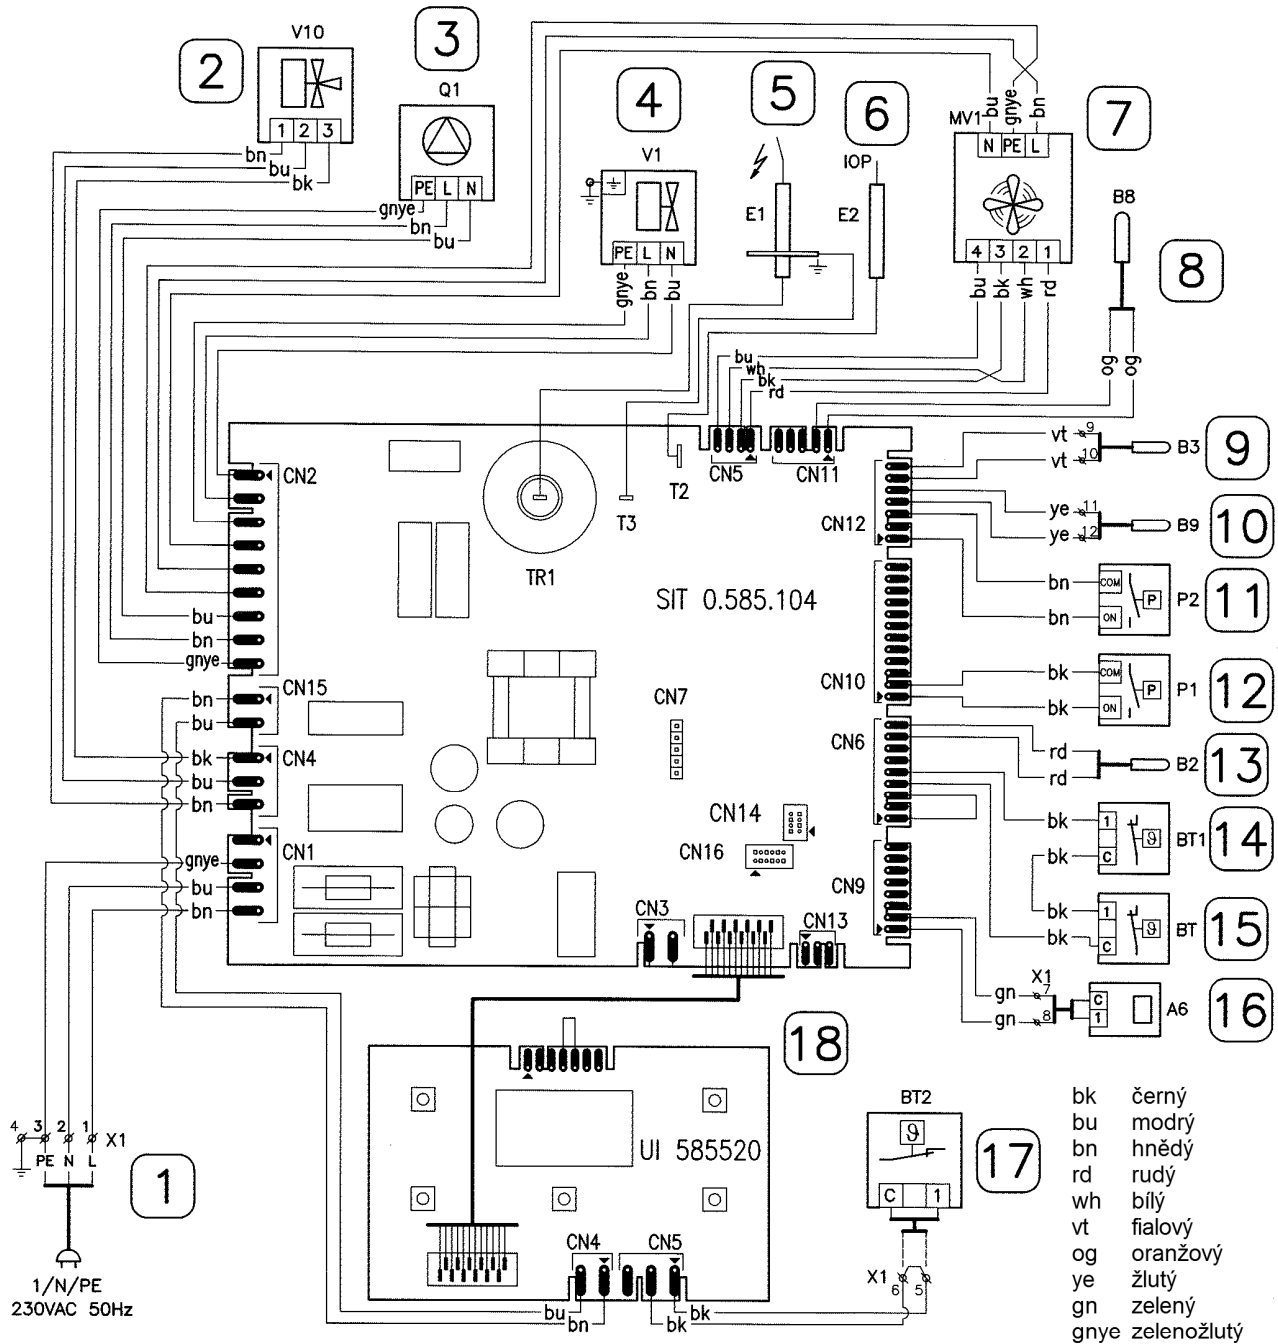 V10
2
1 2 3
bn
bu
bk
3
Q1
PE L N
gnye
bn
bu
4
V1
PE L N
gnye bn bu
5
E1
6
IOP
E2
7
bu gnye bn
MV1
N PE L
4 3 2 1
bu bk wh rd
B8
8
og og
bu
wh
bk
rd
CN5
CN11
T2
T3
TR1
CN2
SIT 0.585.104
CN12
vt 9
vt 10
B3
9
ye 11
ye 12
B9
10
bn COM
bn ON
P
P2
11
bu
bn
gnye
CN15
bn
bu
CN7
CN10
bk COM
bk ON
P
P1
12
CN4
bk
bu
bn
CN6
rd
rd
B2
13
CN14
CN16
bk 1
bk C
ϑ
BT1
14
CN1
gnye
bu
bn
CN9
bk 1
bk C
ϑ
BT
15
CN3
CN13
X1
gn 7
gn 8
C
1
A6
16
18
UI 585520
CN4
CN5
bu
bn
bk
bk
BT2
ϑ
C 1
17
X1 6 5
4 3 2 1 X1
PE N L
1
1/N/PE
230VAC 50Hz
bk černý
bu modrý
bn hnědý
rd rudý
wh bílý
vt fialový
og oranžový
ye žlutý
gn zelený
gnye zelenožlutý